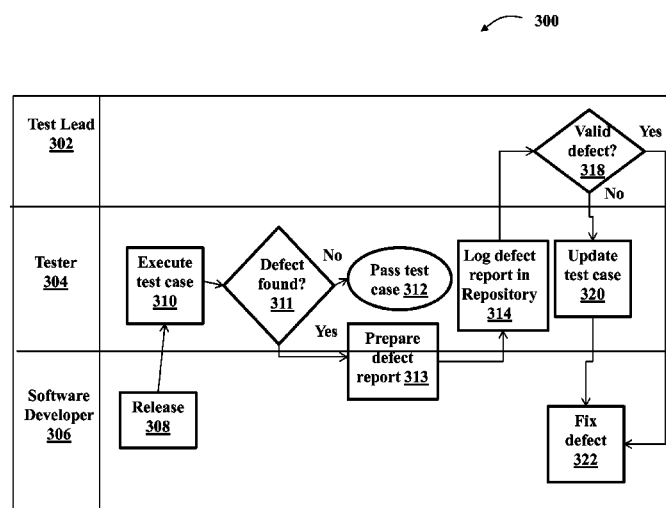 300
Test Lead
302
Valid
defect?
318
Yes
No
Tester
304
Execute
test case
310
Defect
found?
311
No
Yes
Pass test
case 312
Log defect
report in
Repository
314
Update
test case
320
Prepare
defect
report 313
Software
Developer
306
Release
308
Fix
defect
322